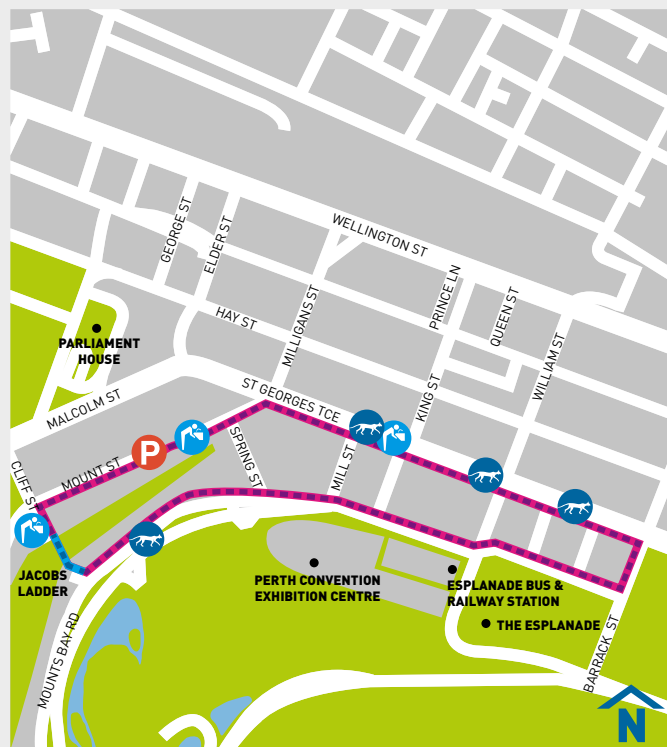 WELLINGTON ST
GEORGE ST
ELDER ST
PRINCE LN
MILLIGANS ST
QUEEN ST
HAY ST
PARLIAMENT
HOUSE
WILLIAM ST
ST GEORGES TCE
MALCOLM ST
KING ST
P
SPRING ST
MILL ST
MOUNT ST
CLIFF ST
JACOBS
LADDER
PERTH CONVENTION
EXHIBITION CENTRE
ESPLANADE BUS &
RAILWAY STATION
THE ESPLANADE
MOUNTS BAY RD
BARRACK ST
N